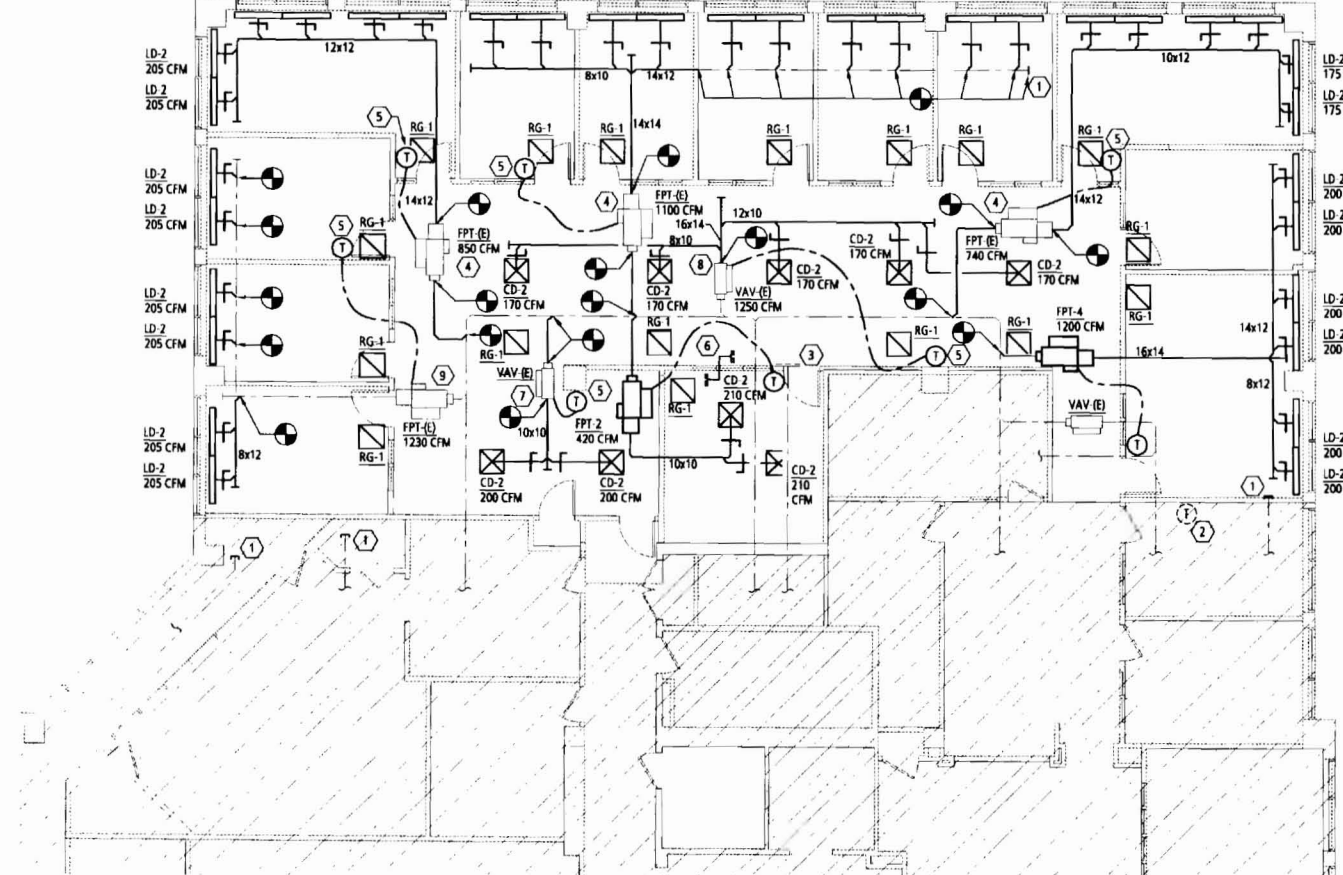 LD-2
205 CFM
LD-2
205 CFM
12x12
8x10
14x12
10x12
1
LD-2
175
LD-2
175
5
RG-1
RG-1
5
RG-1
14x14
RG-1
RG-1
RG-1
RG-1
5
LD-2
205 CFM
LD-2
205 CFM
14x12
5
RG-1
FPT-(E)
850 CFM
4
4
FPT-(E)
1100 CFM
16x14
12x10
8x10
8
VAV-(E)
1250 CFM
CD-2
170 CFM
CD-2
170 CFM
CD-2
170 CFM
CD-2
170 CFM
4
14x12
FPT-(E)
740 CFM
CD-2
170 CFM
RG-1
LD-2
200
LD-2
200
LD-2
205 CFM
LD-2
205 CFM
RG-1
9
FPT-(E)
1230 CFM
RG-1
VAV-(E)
7
5
RG-1
6
3
RG-1
5
RG-1
FPT-4
1200 CFM
16x14
RG-1
14x12
8x12
LD-2
200
LD-2
200
LD-2
205 CFM
LD-2
205 CFM
8x12
RG-1
10x10
CD-2
200 CFM
CD-2
200 CFM
FPT-2
420 CFM
RG-1
CD-2
210 CFM
10x10
CD-2
210
CFM
VAV-(E)
T
T
T
T
T
T
T
T
T
LD-2
200
LD-2
200
1
1
1
T
2